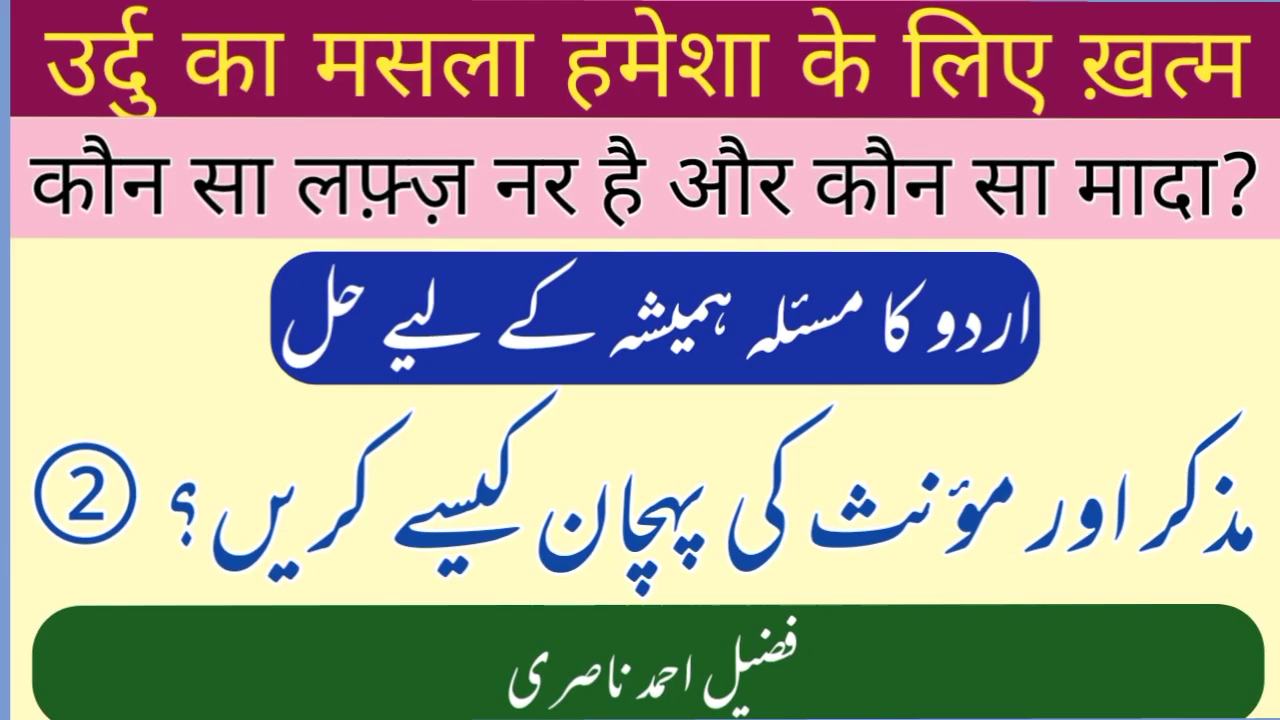 उर्दु का मसला हमेशा के लिए ख़त्म
कौन सा लफ़्ज़ नर है और कौन सा मादा?
اردو کا مسئلہ ہمیشہ کے لیے حل
مذکر اور مؤنث کی پہچان کیسے کریں؟ 2
فضیل احمد ناصری